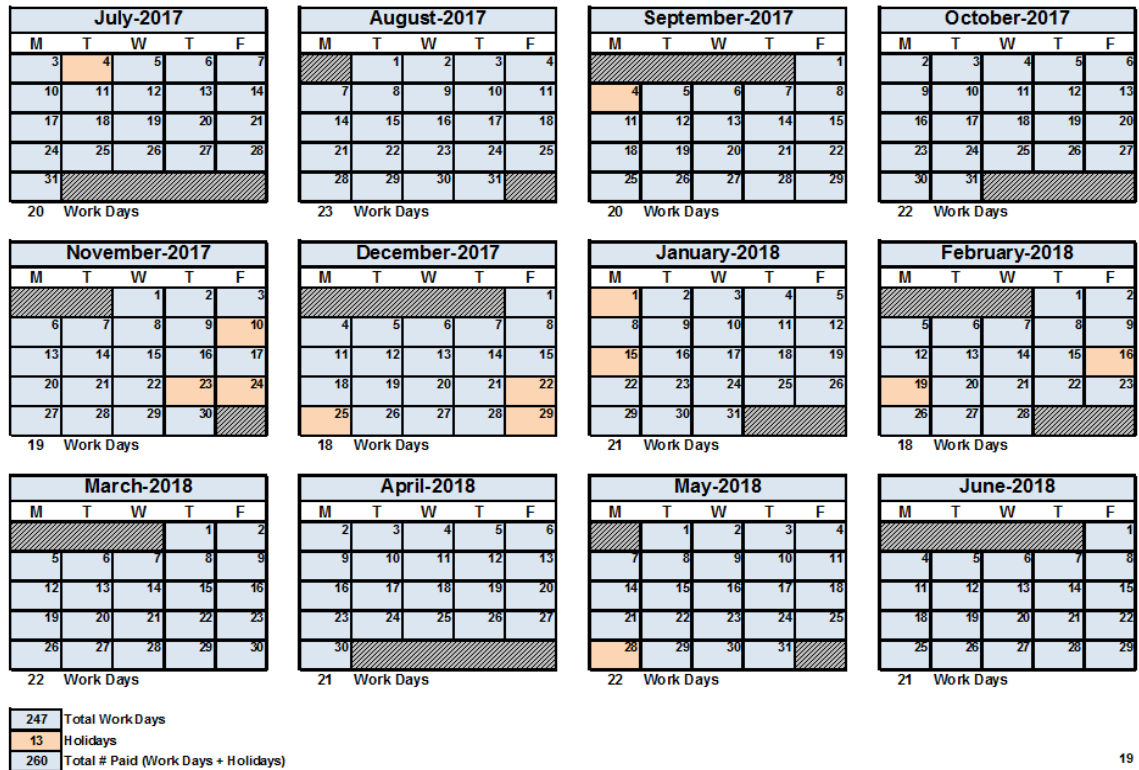 July-2017 August-2017 September-2017 October-2017
M T W T F M T W T F M T W T F M T W T F
3 4 5 6 7 1 2 3 4 1 2 3 4 5 6
10 11 12 13 14 7 8 9 10 11 4 5 6 7 8 9 10 11 12 13
17 18 19 20 21 14 15 16 17 18 11 12 13 14 15 16 17 18 19 20
24 25 26 27 28 21 22 23 24 25 18 19 20 21 22 23 24 25 26 27
31 28 29 30 31 25 26 27 28 29 30 31
20 Work Days 23 Work Days 20 Work Days 22 Work Days
November-2017 December-2017 January-2018 February-2018
M T W T F M T W T F M T W T F M T W T F
1 2 3 1 1 2 3 4 5 1 2
6 7 8 9 10 4 5 6 7 8 8 9 10 11 12 5 6 7 8 9
13 14 15 16 17 11 12 13 14 15 15 16 17 18 19 12 13 14 15 16
20 21 22 23 24 18 19 20 21 22 22 23 24 25 26 19 20 21 22 23
27 28 29 30 25 26 27 28 29 29 30 31 26 27 28
19 Work Days 18 Work Days 21 Work Days 18 Work Days
March-2018 April-2018 May-2018 June-2018
M T W T F M T W T F M T W T F M T W T F
1 2 2 3 4 5 6 1 2 3 4 1
5 6 7 8 9 9 10 11 12 13 7 8 9 10 11 4 5 6 7 8
12 13 14 15 16 16 17 18 19 20 14 15 16 17 18 11 12 13 14 15
19 20 21 22 23 23 24 25 26 27 21 22 23 24 25 18 19 20 21 22
26 27 28 29 30 30 28 29 30 31 25 26 27 28 29
22 Work Days 21 Work Days 22 Work Days 21 Work Days
247 Total Work Days
13 Holidays
260 Total # Paid (Work Days + Holidays)
19